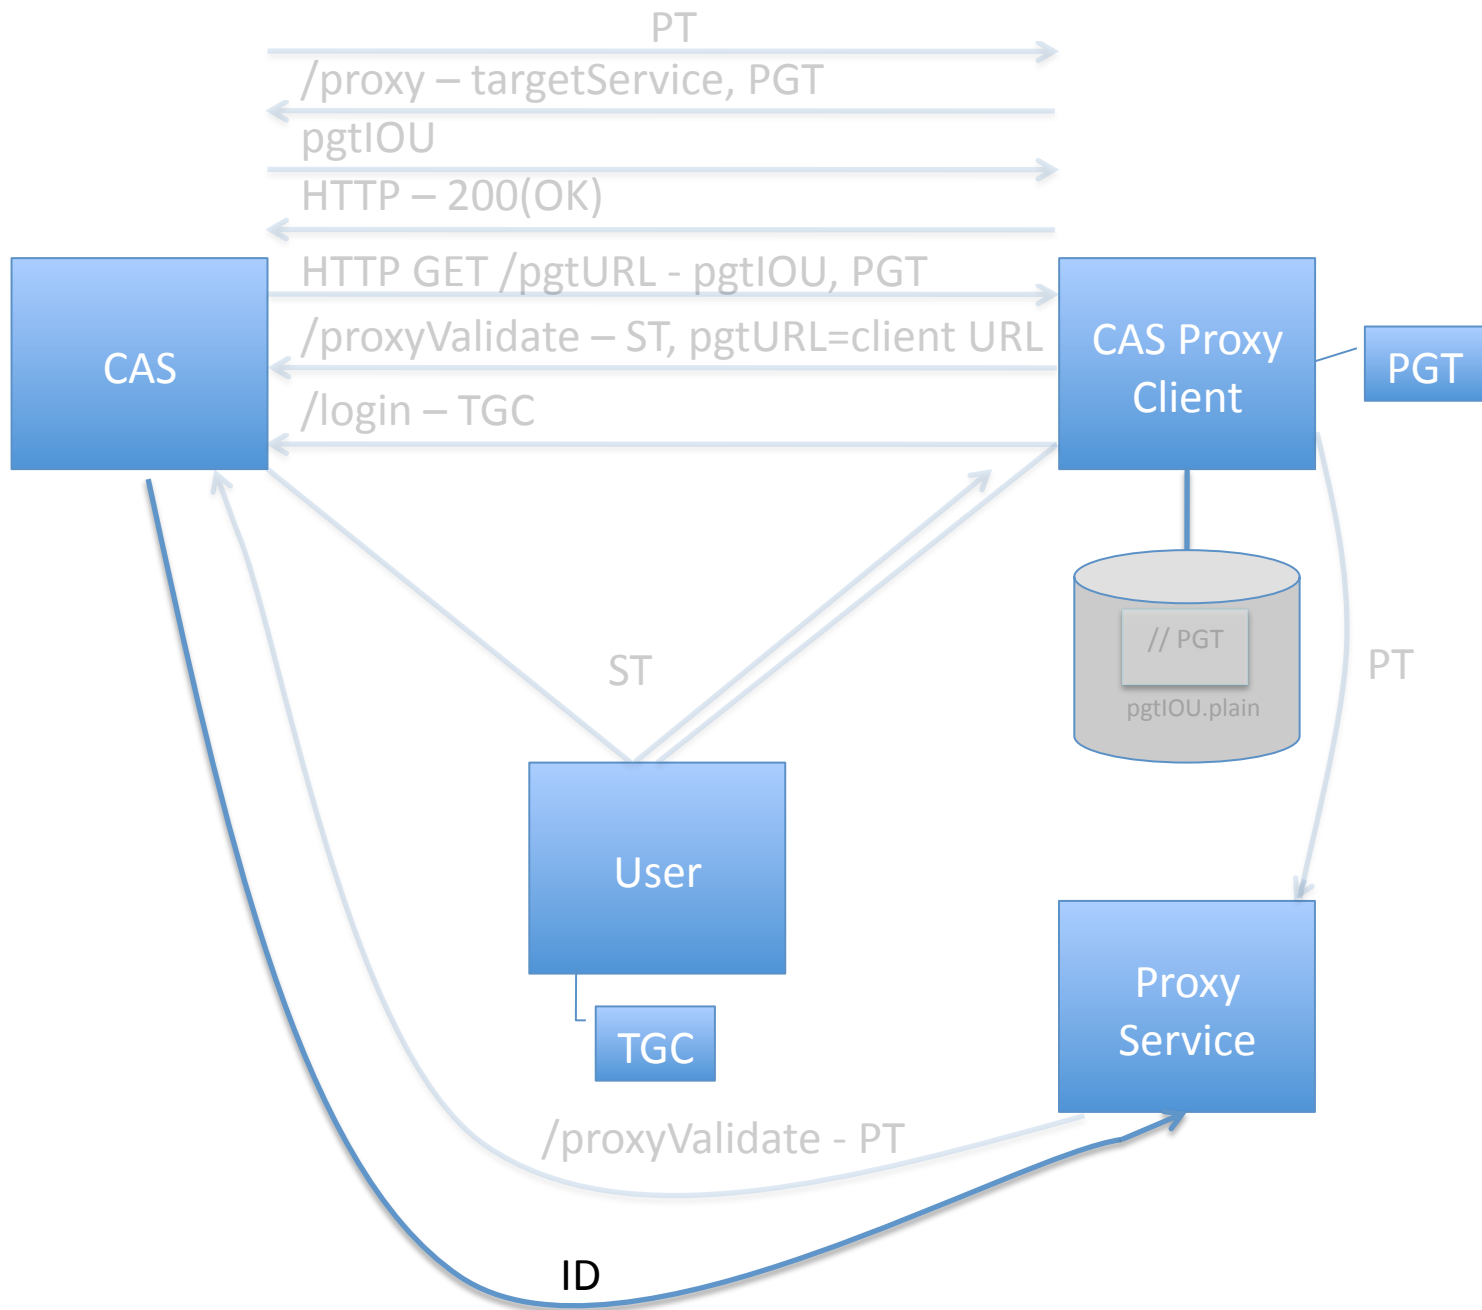 PT
/proxy – targetService, PGT
pgtIOU
HTTP – 200(OK)
HTTP GET /pgtURL - pgtIOU, PGT
/proxyValidate – ST, pgtURL=client URL
/login – TGC
CAS
CAS Proxy
Client
PGT
// PGT
pgtIOU.plain
ST
PT
User
TGC
Proxy
Service
/proxyValidate - PT
ID